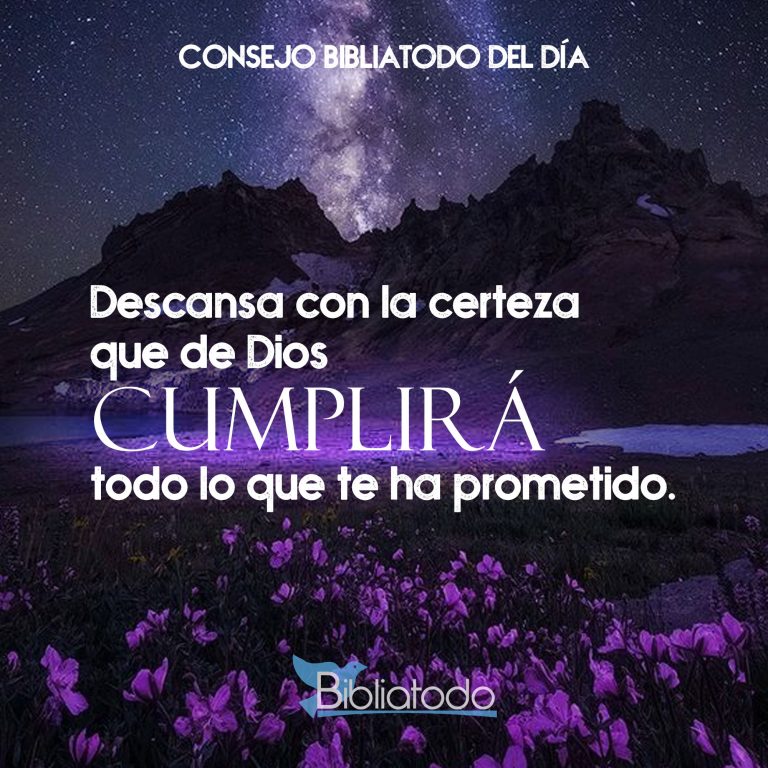 CONSEJO BIBLIATODO DEL DÍA
Descansa con la certeza
que de Dios
CUMPLIRÁ
todo lo que te ha prometido.
Bibliatodo